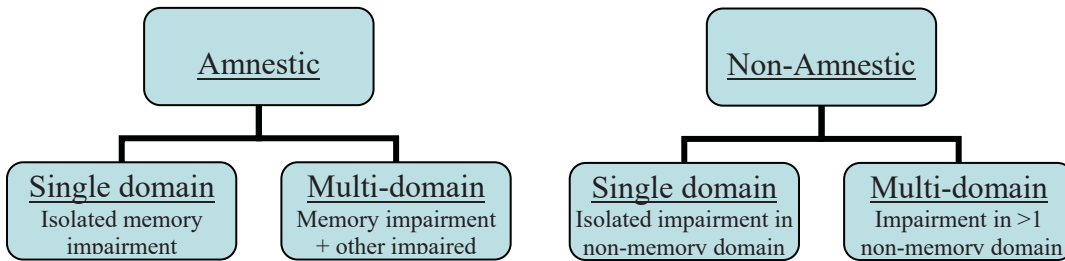 Amnestic
Single domain
Isolated memory
impairment
Multi-domain
Memory impairment
+ other impaired
Non-Amnestic
Single domain
Isolated impairment in
non-memory domain
Multi-domain
Impairment in >1
non-memory domain